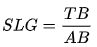 SLG = TB / AB